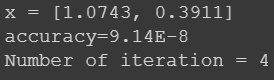 x = [1.0743, 0.3911]
accuracy=9.14E-8
Number of iteration = 4